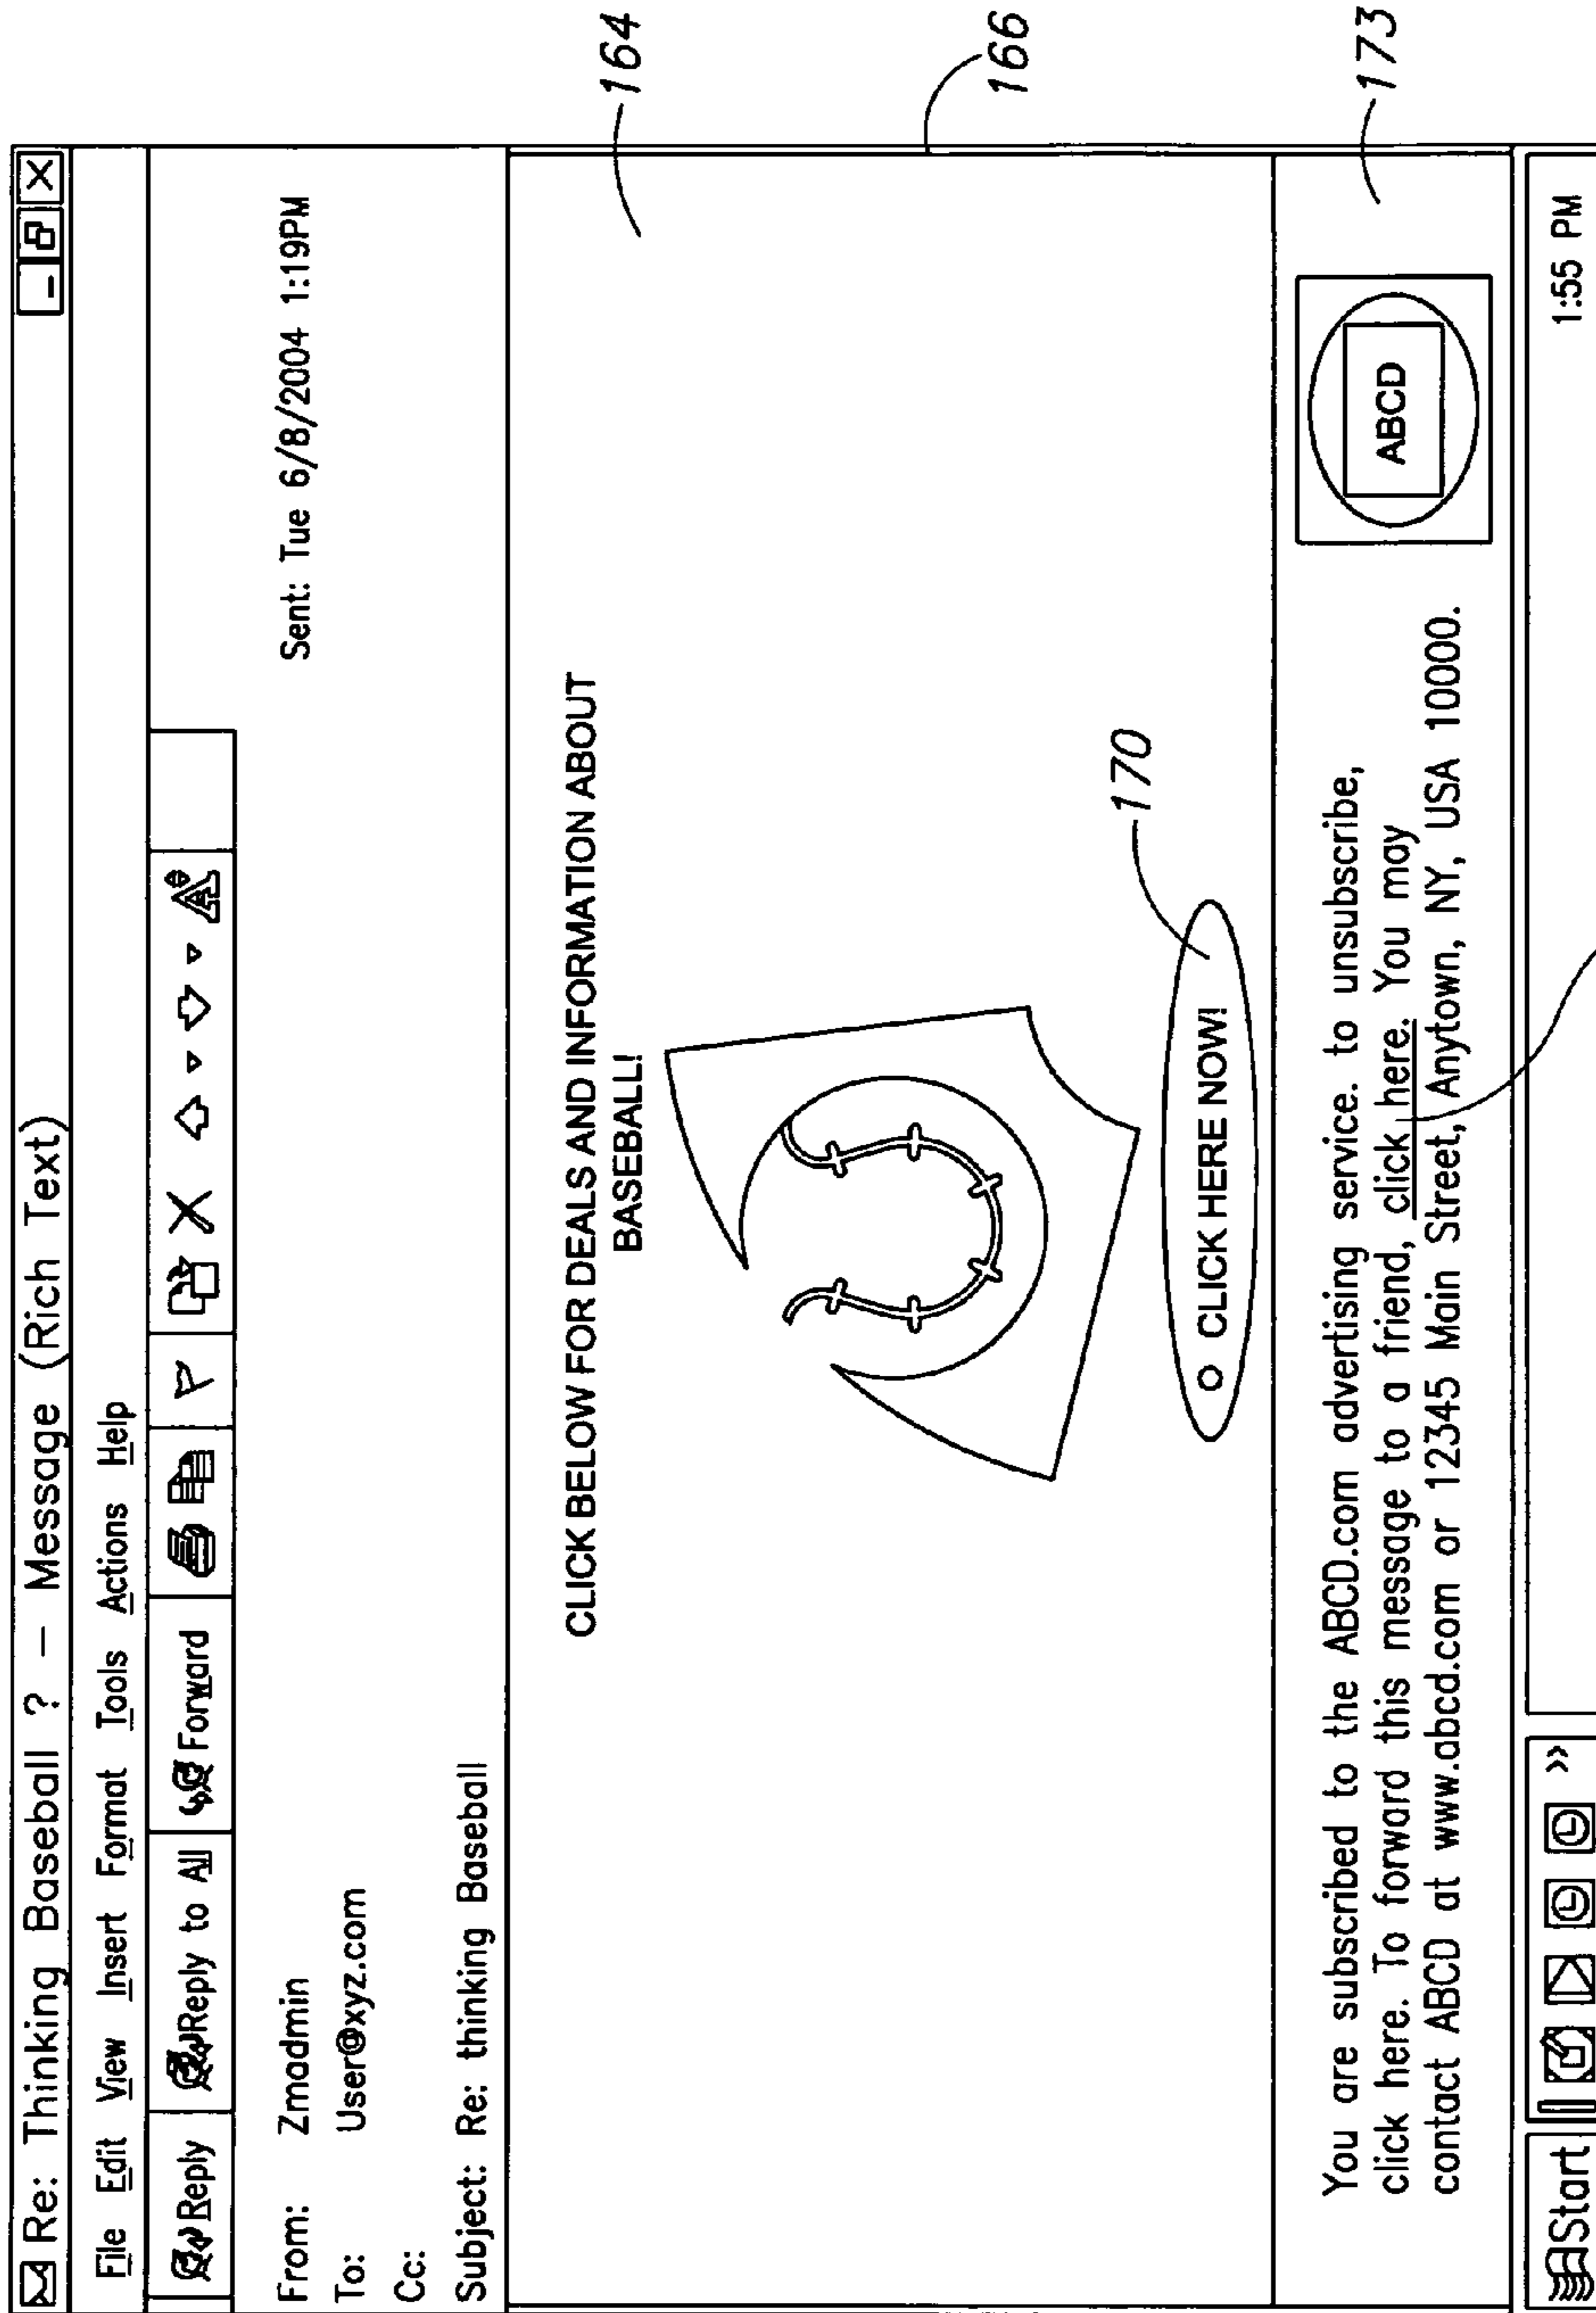 Re: Thinking Baseball ? – Message (Rich Text)
File Edit View Insert Format Tools Actions Help
Reply Reply to All Forward
Sent: Tue 6/8/2004 1:19PM
From: Zmadmin
To: User@xyz.com
Cc:
Subject: Re: thinking Baseball
164
CLICK BELOW FOR DEALS AND INFORMATION ABOUT
BASEBALL!
166
170
CLICK HERE NOW!
173
You are subscribed to the ABCD.com advertising service. to unsubscribe,
click here. To forward this message to a friend, click here. You may
contact ABCD at www.abcd.com or 12345 Main Street, Anytown, NY, USA 10000.
ABCD
Start » 1:55 PM